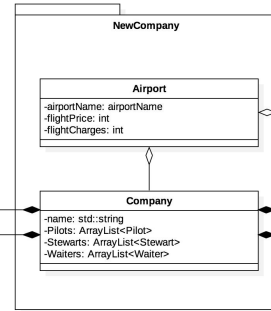 NewCompany
Airport
-airportName: airportName
-flightPrice: int
-flightCharges: int
Company
-name: std::string
-Pilots: ArrayList<Pilot>
-Stewarts: ArrayList<Stewart>
-Waiters: ArrayList<Waiter>